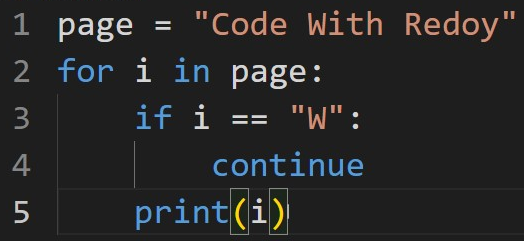 1 page = "Code With Redoy"
2 for i in page:
3     if i == "W":
4         continue
5     print(i)